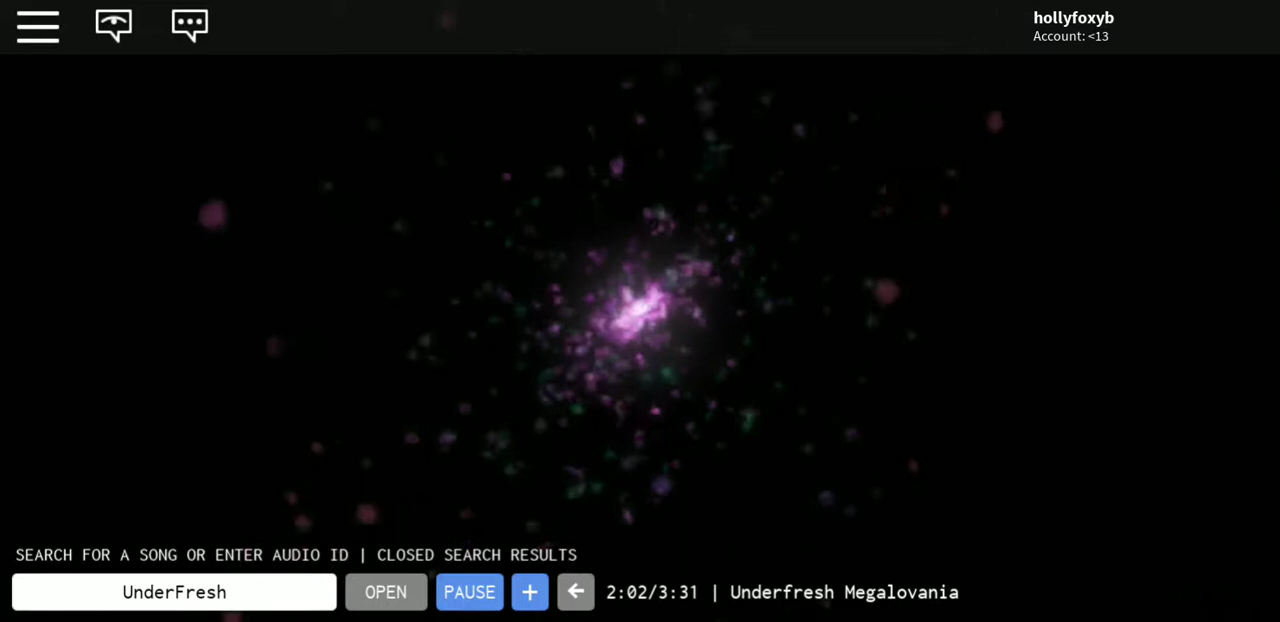 hollyfoxyb
Account: <13
SEARCH FOR A SONG OR ENTER AUDIO ID | CLOSED SEARCH RESULTS
UnderFresh OPEN PAUSE + ← 2:02/3:31 | Underfresh Megalovania